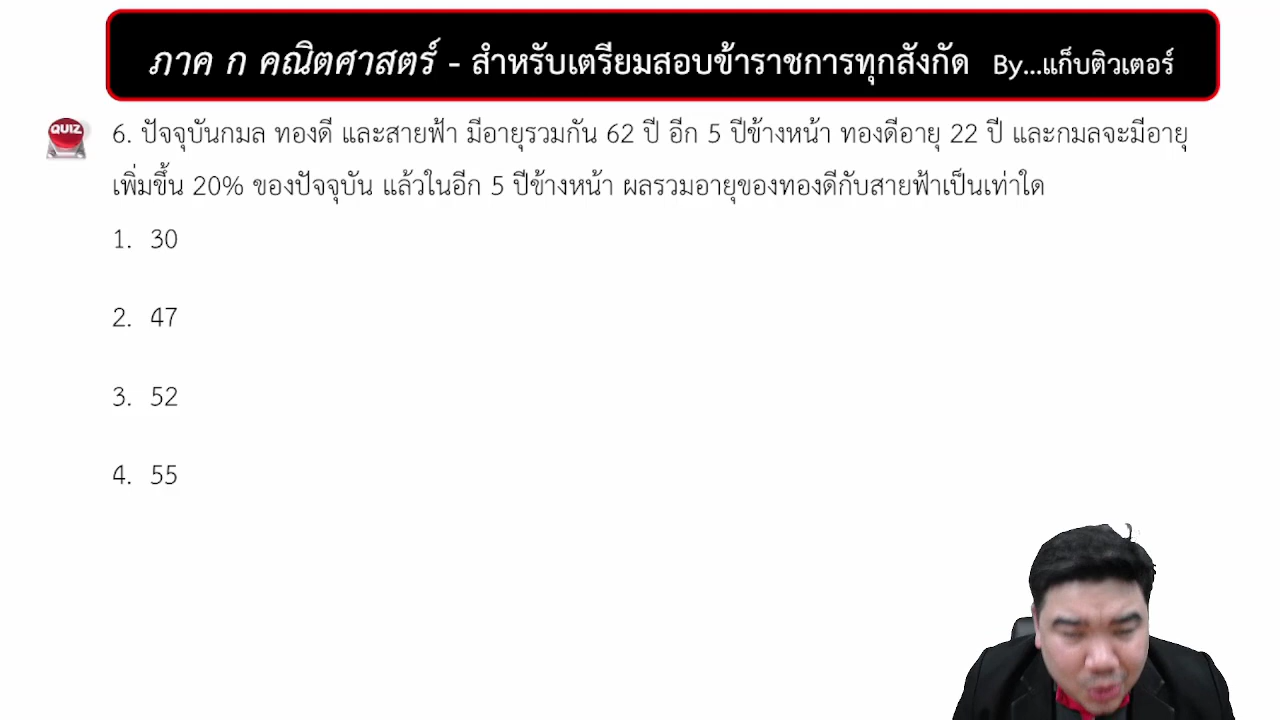 ภาค ก คณิตศาสตร์ - สำหรับเตรียมสอบข้าราชการทุกสังกัด By...แก็บติวเตอร์
QUIZ
6. ปัจจุบันกมล ทองดี และสายฟ้า มีอายุรวมกัน 62 ปี อีก 5 ปีข้างหน้า ทองดีอายุ 22 ปี และกมลจะมีอายุ
เพิ่มขึ้น 20% ของปัจจุบัน แล้วในอีก 5 ปีข้างหน้า ผลรวมอายุของทองดีกับสายฟ้าเป็นเท่าใด
1. 30
2. 47
3. 52
4. 55